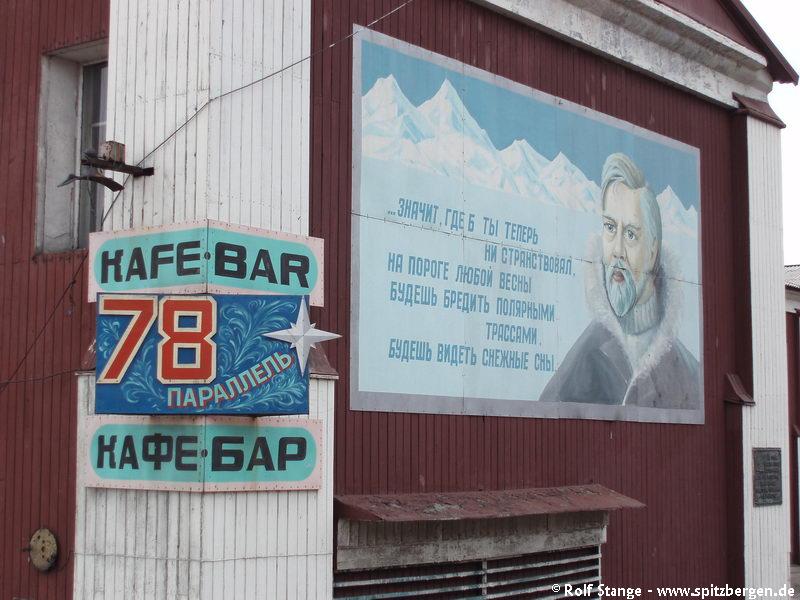 KAFE·BAR
78
ПАРАЛЛЕЛЬ
КАФЕ·БАР
...ЗНАЧИТ, ГДЕ Б ТЫ ТЕПЕРЬ
НИ СТРАНСТВОВАЛ,
НА ПОРОГЕ ЛЮБОЙ ВЕСНЫ
БУДЕШЬ БРЕДИТЬ ПОЛЯРНЫМИ
ТРАССАМИ,
БУДЕШЬ ВИДЕТЬ СНЕЖНЫЕ СНЫ...
© Rolf Stange - www.spitzbergen.de